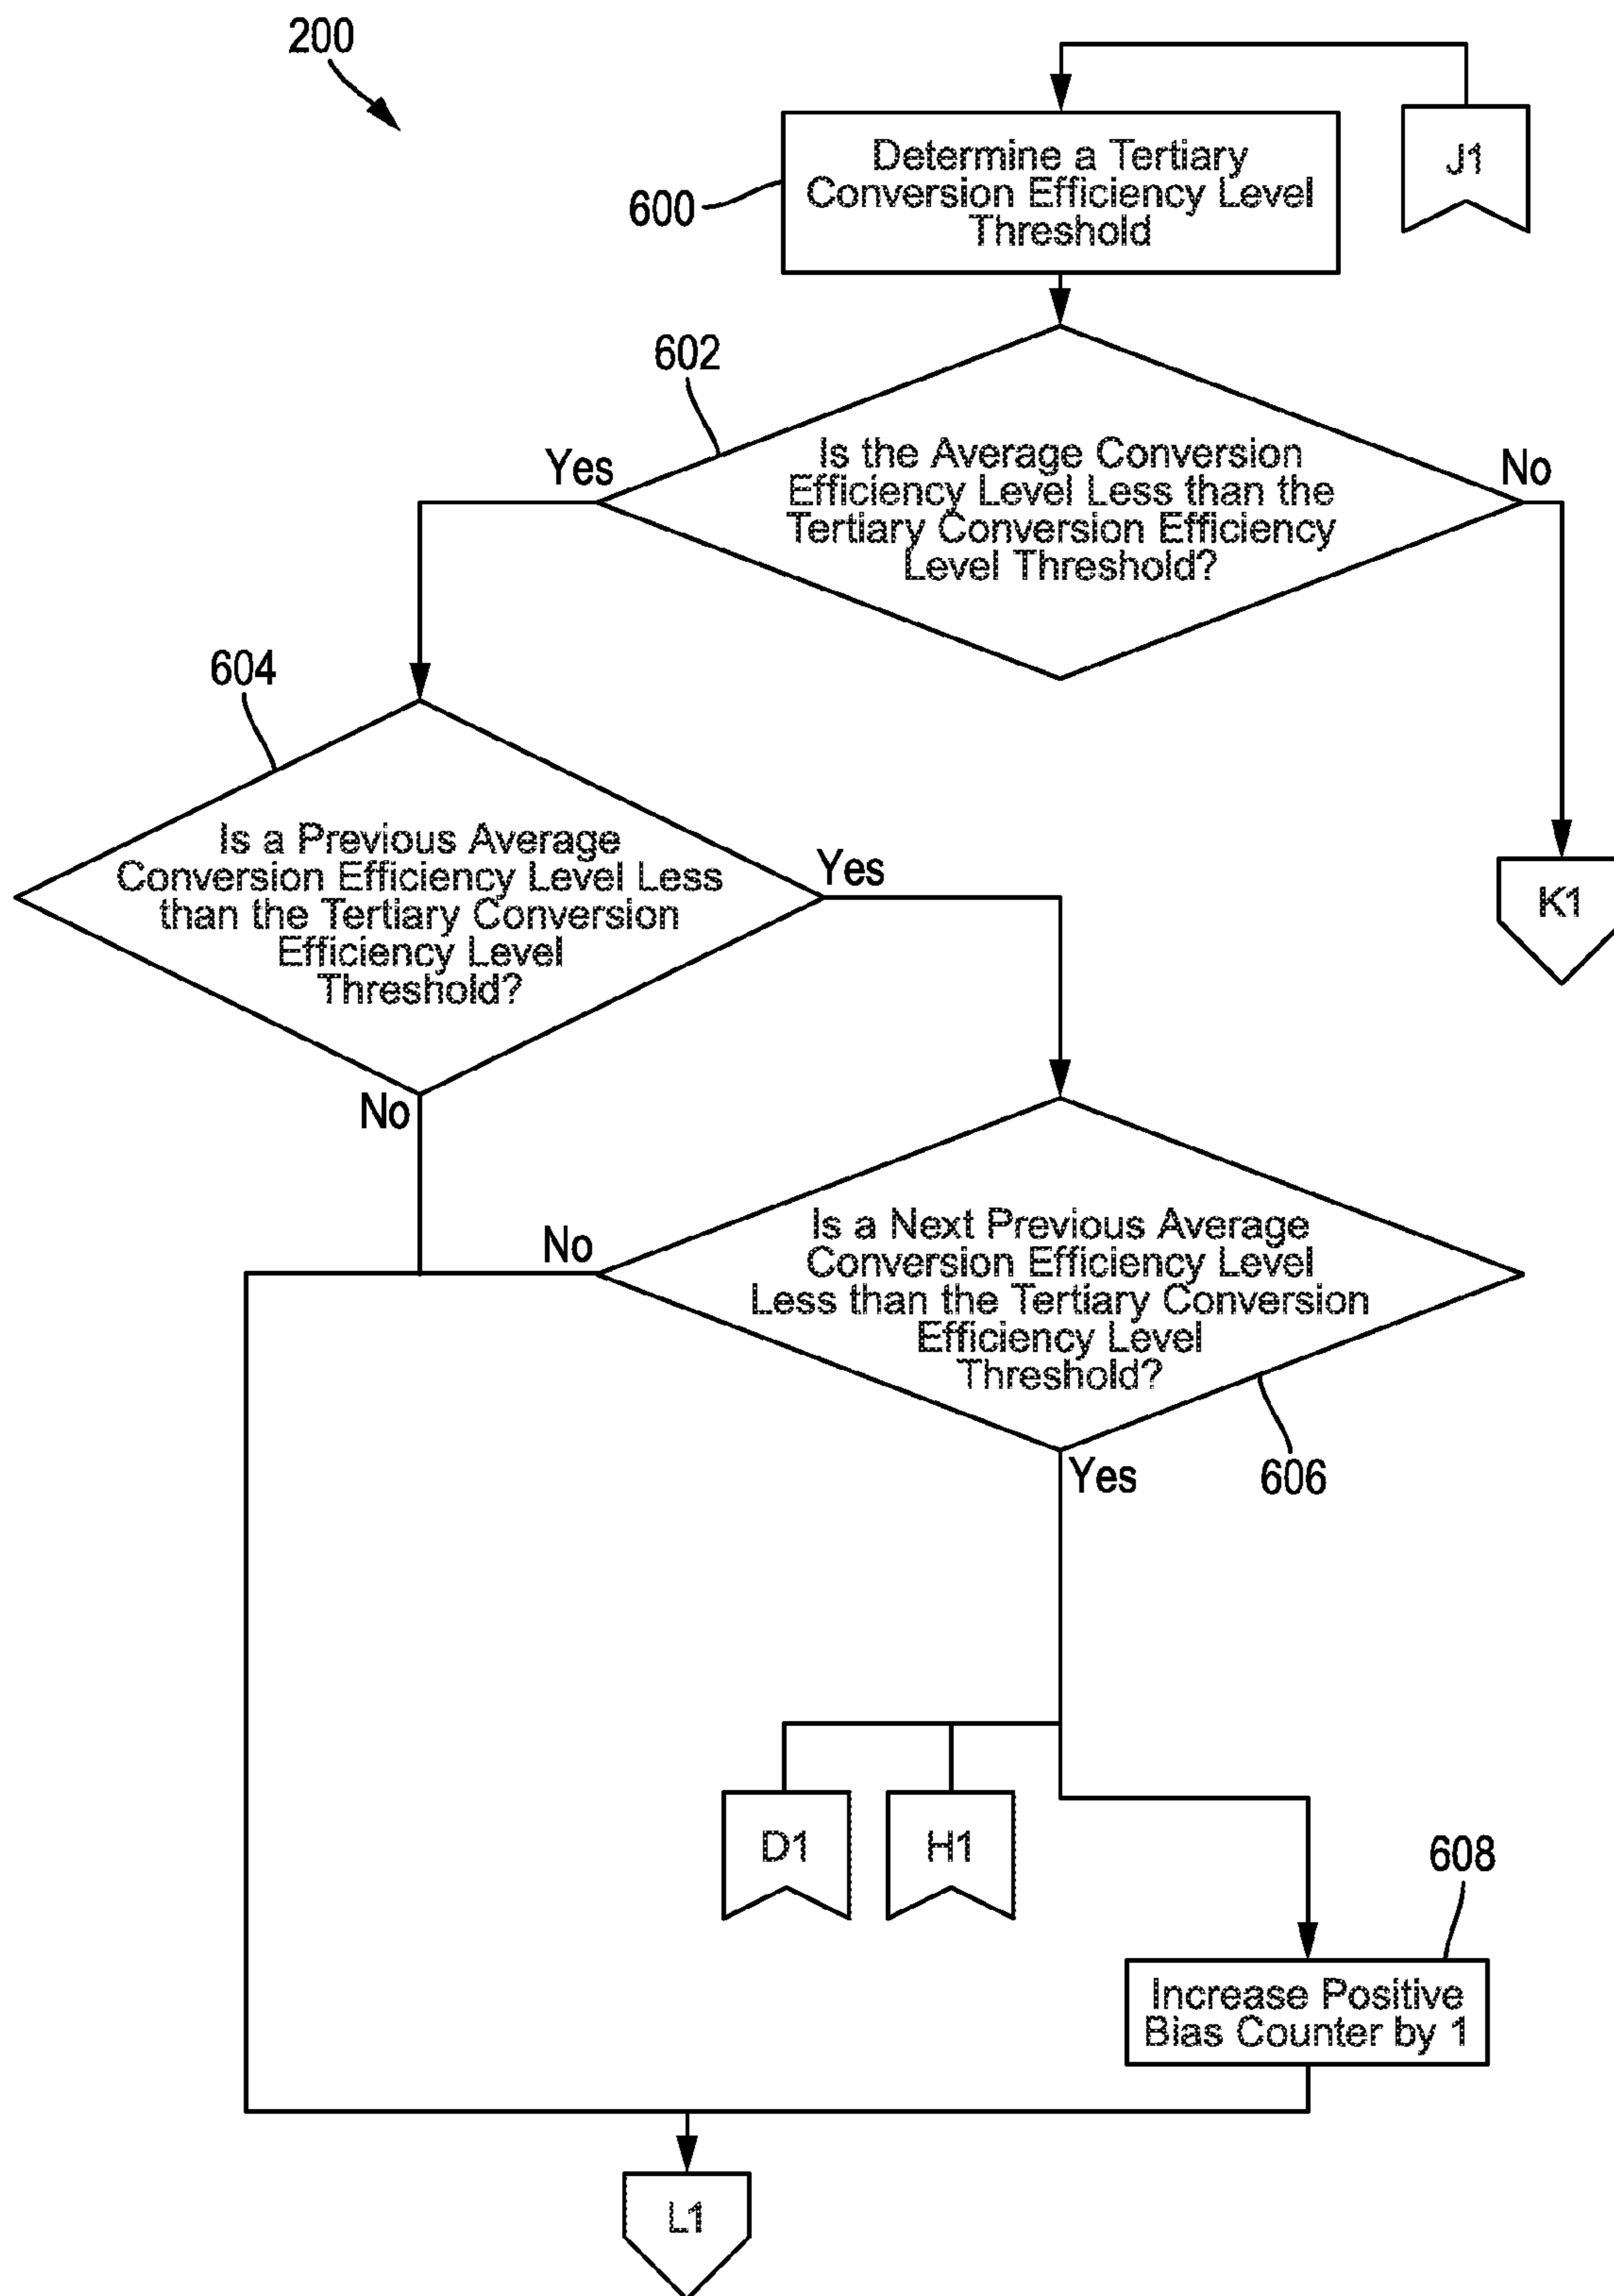 200
Determine a Tertiary
Conversion Efficiency Level
Threshold
J1
600
602
Is the Average Conversion
Efficiency Level Less than the
Tertiary Conversion Efficiency
Level Threshold?
Yes
No
604
Is a Previous Average
Conversion Efficiency Level Less
than the Tertiary Conversion
Efficiency Level
Threshold?
Yes
K1
No
No
Is a Next Previous Average
Conversion Efficiency Level
Less than the Tertiary Conversion
Efficiency Level
Threshold?
Yes
606
D1
H1
608
Increase Positive
Bias Counter by 1
L1